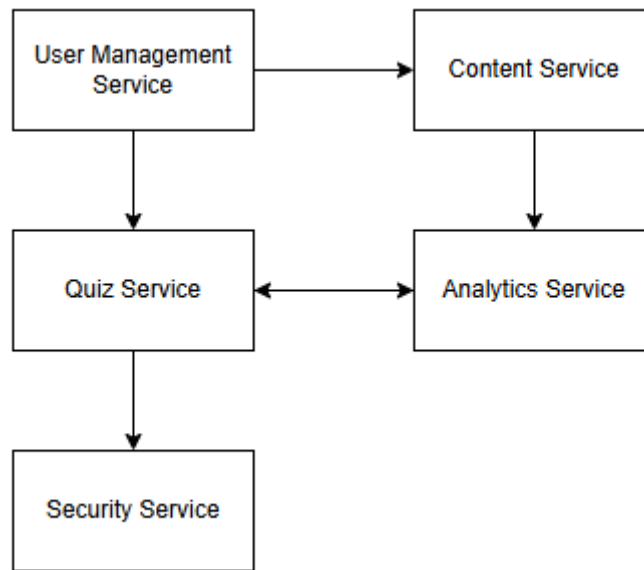 User Management
Service
Content Service
Quiz Service
Analytics Service
Security Service